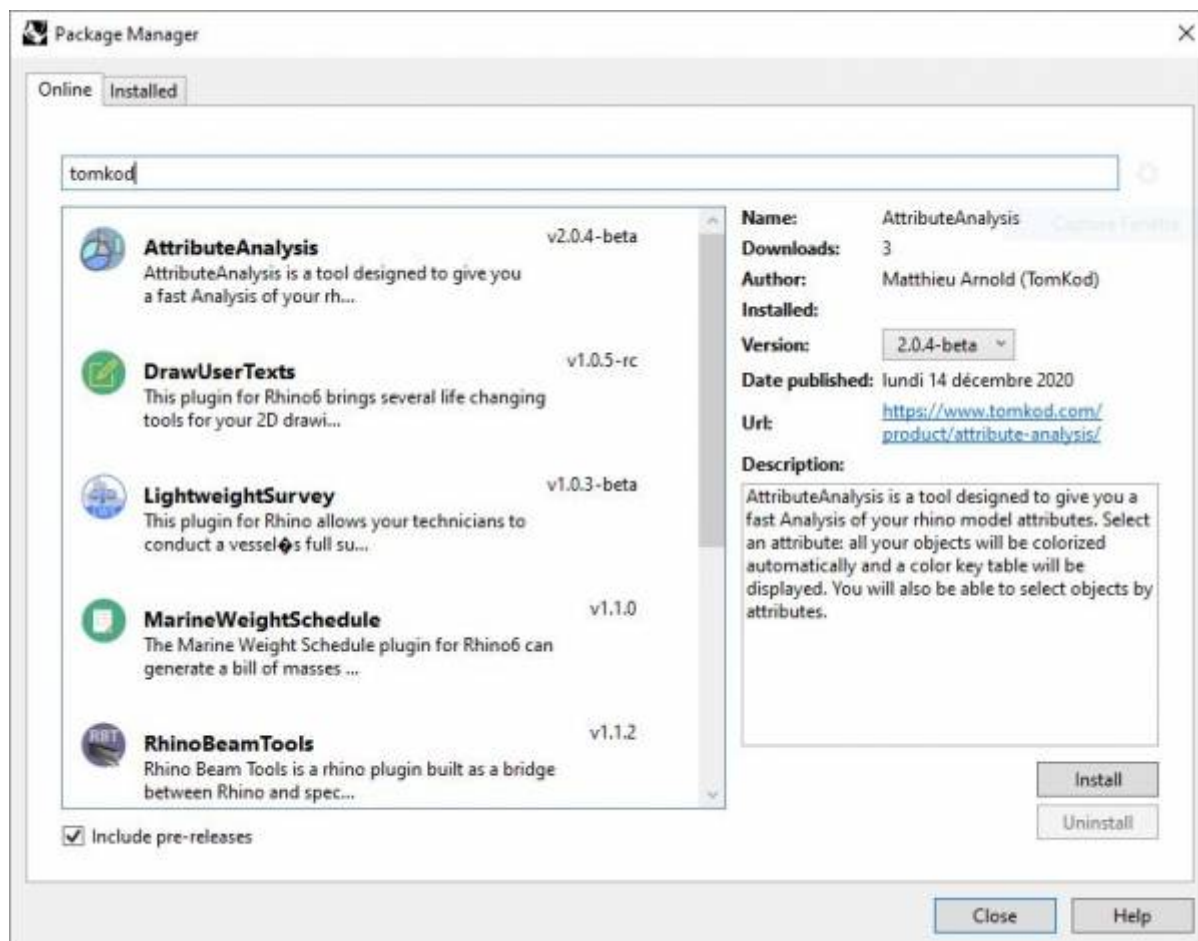 Package Manager
Online Installed
tomkod
AttributeAnalysis v2.0.4-beta
AttributeAnalysis is a tool designed to give you
a fast Analysis of your rh...
DrawUserTexts v1.0.5-rc
This plugin for Rhino6 brings several life changing
tools for your 2D drawi...
LightweightSurvey v1.0.3-beta
This plugin for Rhino allows your technicians to
conduct a vessel�s full su...
MarineWeightSchedule v1.1.0
The Marine Weight Schedule plugin for Rhino6 can
generate a bill of masses ...
RBT
RhinoBeamTools v1.1.2
Rhino Beam Tools is a rhino plugin built as a bridge
between Rhino and spec...
Include pre-releases
Name: AttributeAnalysis
Capture Fenêtre
Downloads: 3
Author: Matthieu Arnold (TomKod)
Installed:
Version: 2.0.4-beta
Date published: lundi 14 décembre 2020
Url: https://www.tomkod.com/
product/attribute-analysis/
Description:
AttributeAnalysis is a tool designed to give you a
fast Analysis of your rhino model attributes. Select
an attribute: all your objects will be colorized
automatically and a color key table will be
displayed. You will also be able to select objects by
attributes.
Install
Uninstall
Close Help